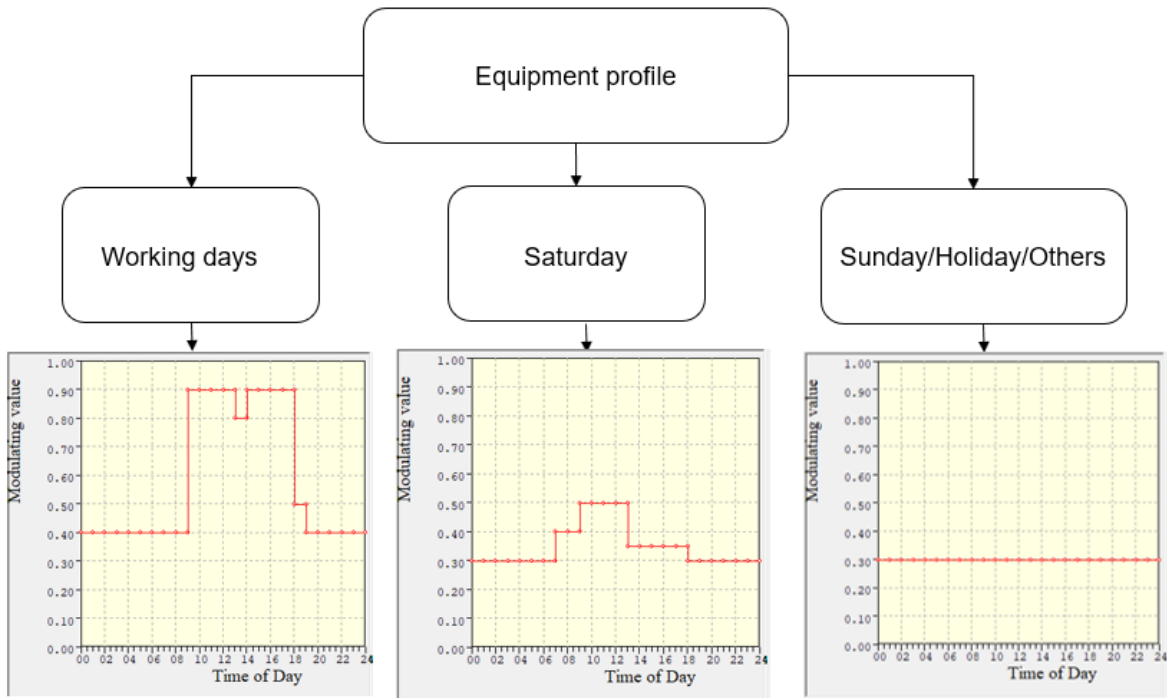 Equipment profile
Working days
Saturday
Sunday/Holiday/Others
Modulating value
1.00
0.90
0.80
0.70
0.60
0.50
0.40
0.30
0.20
0.10
0.00
00 02 04 06 08 10 12 14 16 18 20 22 24
Time of Day
Modulating value
1.00
0.90
0.80
0.70
0.60
0.50
0.40
0.30
0.20
0.10
0.00
00 02 04 06 08 10 12 14 16 18 20 22 24
Time of Day
Modulating value
1.00
0.90
0.80
0.70
0.60
0.50
0.40
0.30
0.20
0.10
0.00
00 02 04 06 08 10 12 14 16 18 20 22 24
Time of Day